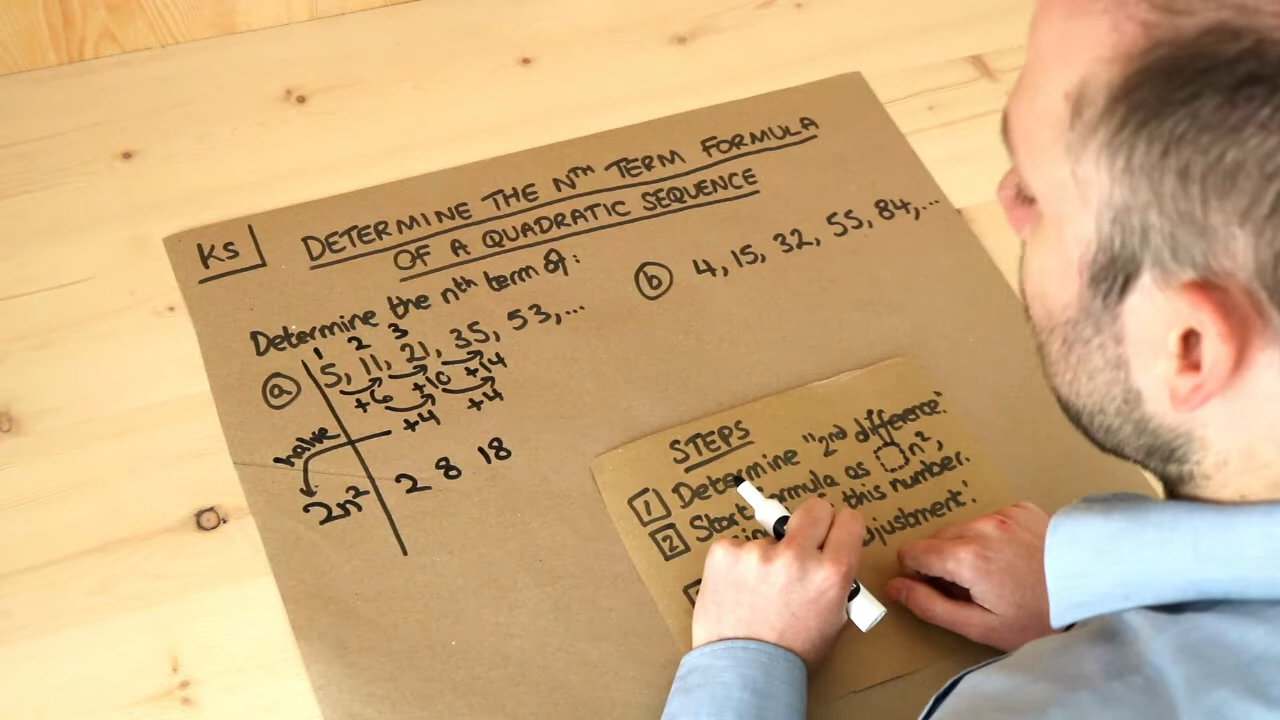 KS
DETERMINE THE NTH TERM FORMULA
OF A QUADRATIC SEQUENCE
Determine the nth term of:
1 2 3
a 5, 11, 21, 35, 53,...
+6 +10 +14
+4 +4
halve
2n² 2 8 18
b 4, 15, 32, 55, 84,...
STEPS
1 Determine "2nd difference".
2 Start formula as □n²,
this number.